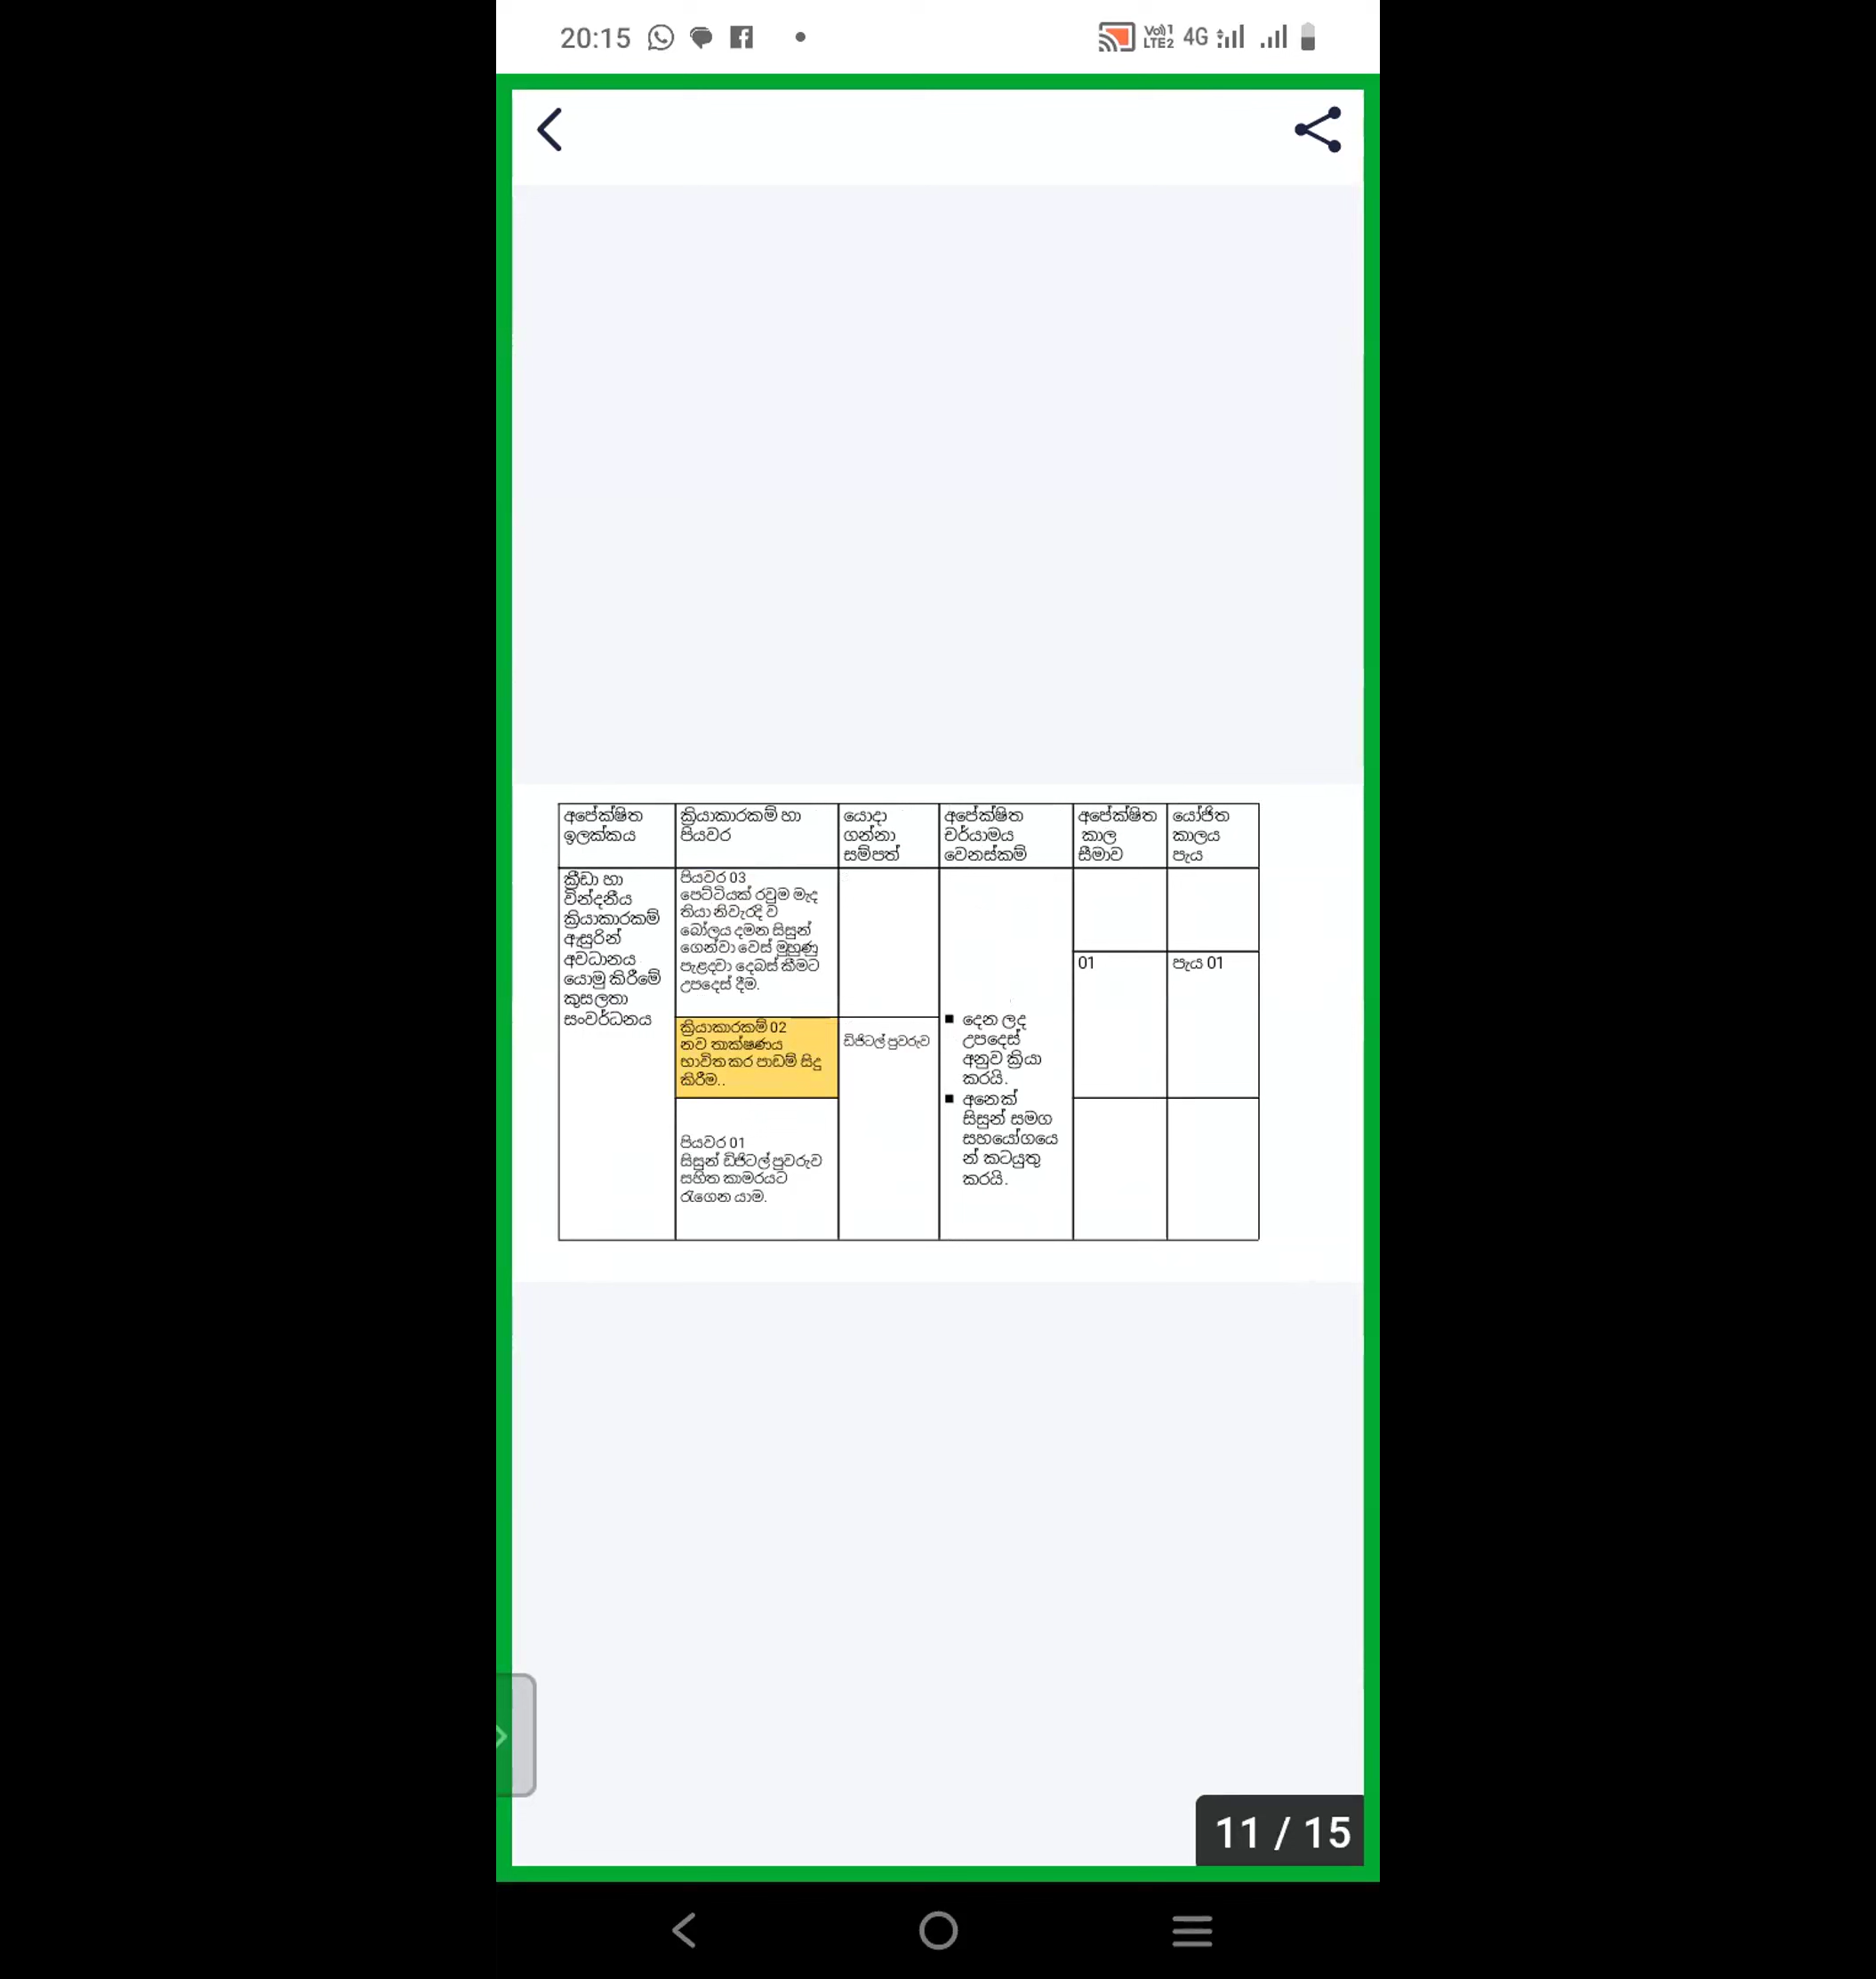 20:15
Vo)) 1
LTE2
4G
අපේක්ෂිත
ඉලක්කය
ක්‍රියාකාරකම් හා
පියවර
යොදා
ගන්නා
සම්පත්
අපේක්ෂිත
චර්යාමය
වෙනස්කම්
අපේක්ෂිත
කාල
සීමාව
යෝජිත
කාලය
පැය
ක්‍රීඩා හා
වින්දනීය
ක්‍රියාකාරකම්
ඇසුරින්
අවධානය
යොමු කිරීමේ
කුසලතා
සංවර්ධනය
පියවර 03
පෙට්ටියක් රවුම මැද
තියා නිවැරදි ව
බෝලය දමන සිසුන්
ගෙන්වා වෙස් මුහුණු
පැළඳවා දෙබස් කීමට
උපදෙස් දීම.
ක්‍රියාකාරකම් 02
නව තාක්ෂණය
භාවිත කර පාඩම් සිදු
කිරීම..
පියවර 01
සිසුන් ඩිජිටල් පුවරුව
සහිත කාමරයට
රැගෙන යාම.
ඩිජිටල් පුවරුව
■ දෙන ලද
උපදෙස්
අනුව ක්‍රියා
කරයි.
■ අනෙක්
සිසුන් සමග
සහයෝගයෙ
න් කටයුතු
කරයි.
01
පැය 01
11 / 15